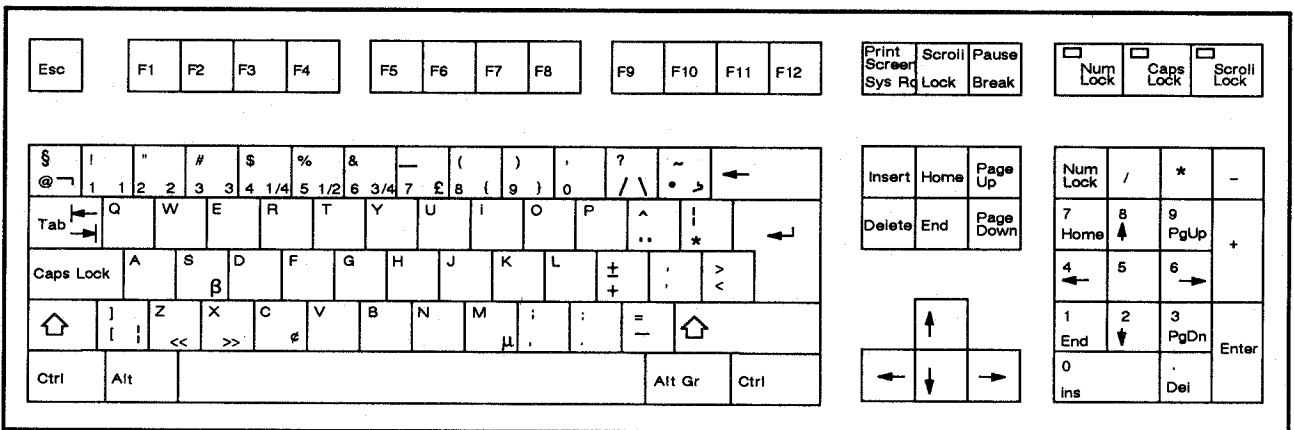 Esc F1 F2 F3 F4 F5 F6 F7 F8 F9 F10 F11 F12
Print Screen Sys Rq
Scroll Lock
Pause Break
Num Lock
Caps Lock
Scroll Lock
§ ! " # $ % & _ ( ) ' ? ~
@ ¬ 1 1 2 2 3 3 4 1/4 5 1/2 6 3/4 7 £ 8 { 9 } 0 / \
Tab Q W E R T Y U I O P ^ ¨ ¦ *
Caps Lock A S β D F G H J K L ± + > <
] [ ¦ Z << X >> C ¢ V B N M µ ; , : . = —
Ctrl Alt Alt Gr Ctrl
Insert Home Page Up
Delete End Page Down
Num Lock / * –
7 Home 8 9 PgUp +
4 5 6
1 End 2 3 PgDn Enter
0 Ins . Del